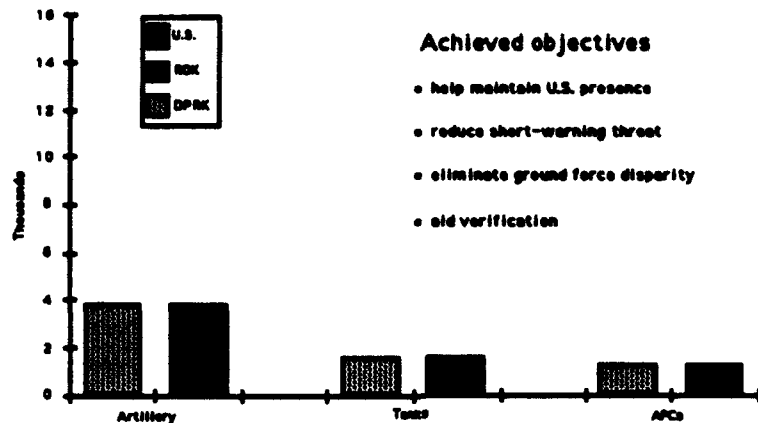 16
14
12
10
8
6
4
2
0
Thousands
U.S.
ROK
DPRK
Achieved objectives
• help maintain U.S. presence
• reduce short-warning threat
• eliminate ground force disparity
• aid verification
Artillery
Tanks
APCs